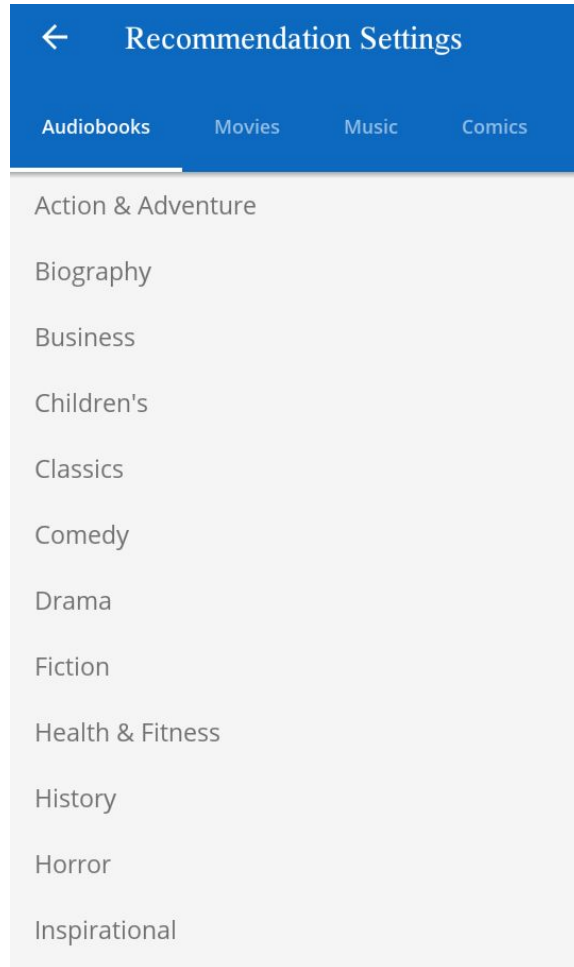 Recommendation Settings
Audiobooks Movies Music Comics
Action & Adventure
Biography
Business
Children's
Classics
Comedy
Drama
Fiction
Health & Fitness
History
Horror
Inspirational